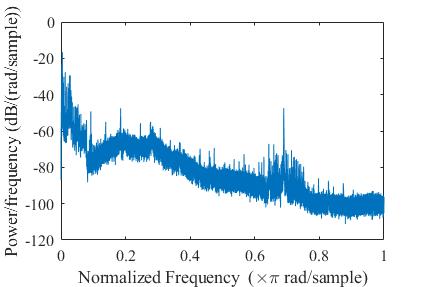 Power/frequency (dB/(rad/sample))
0
-20
-40
-60
-80
-100
-120
0 0.2 0.4 0.6 0.8 1
Normalized Frequency (×π rad/sample)